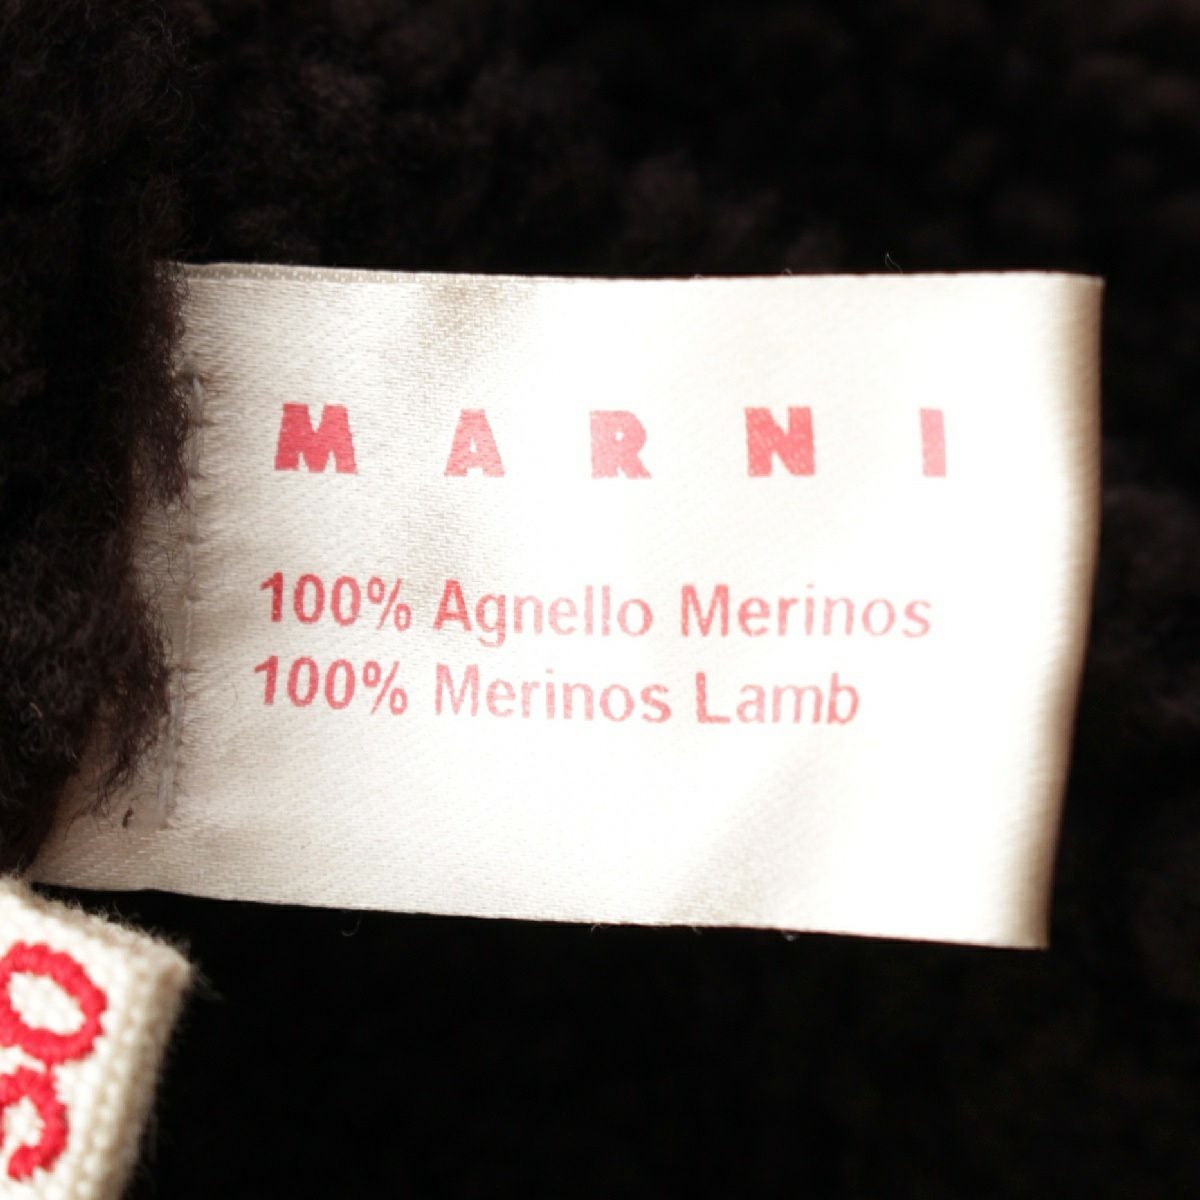 MARNI
100% Agnello Merinos
100% Merinos Lamb